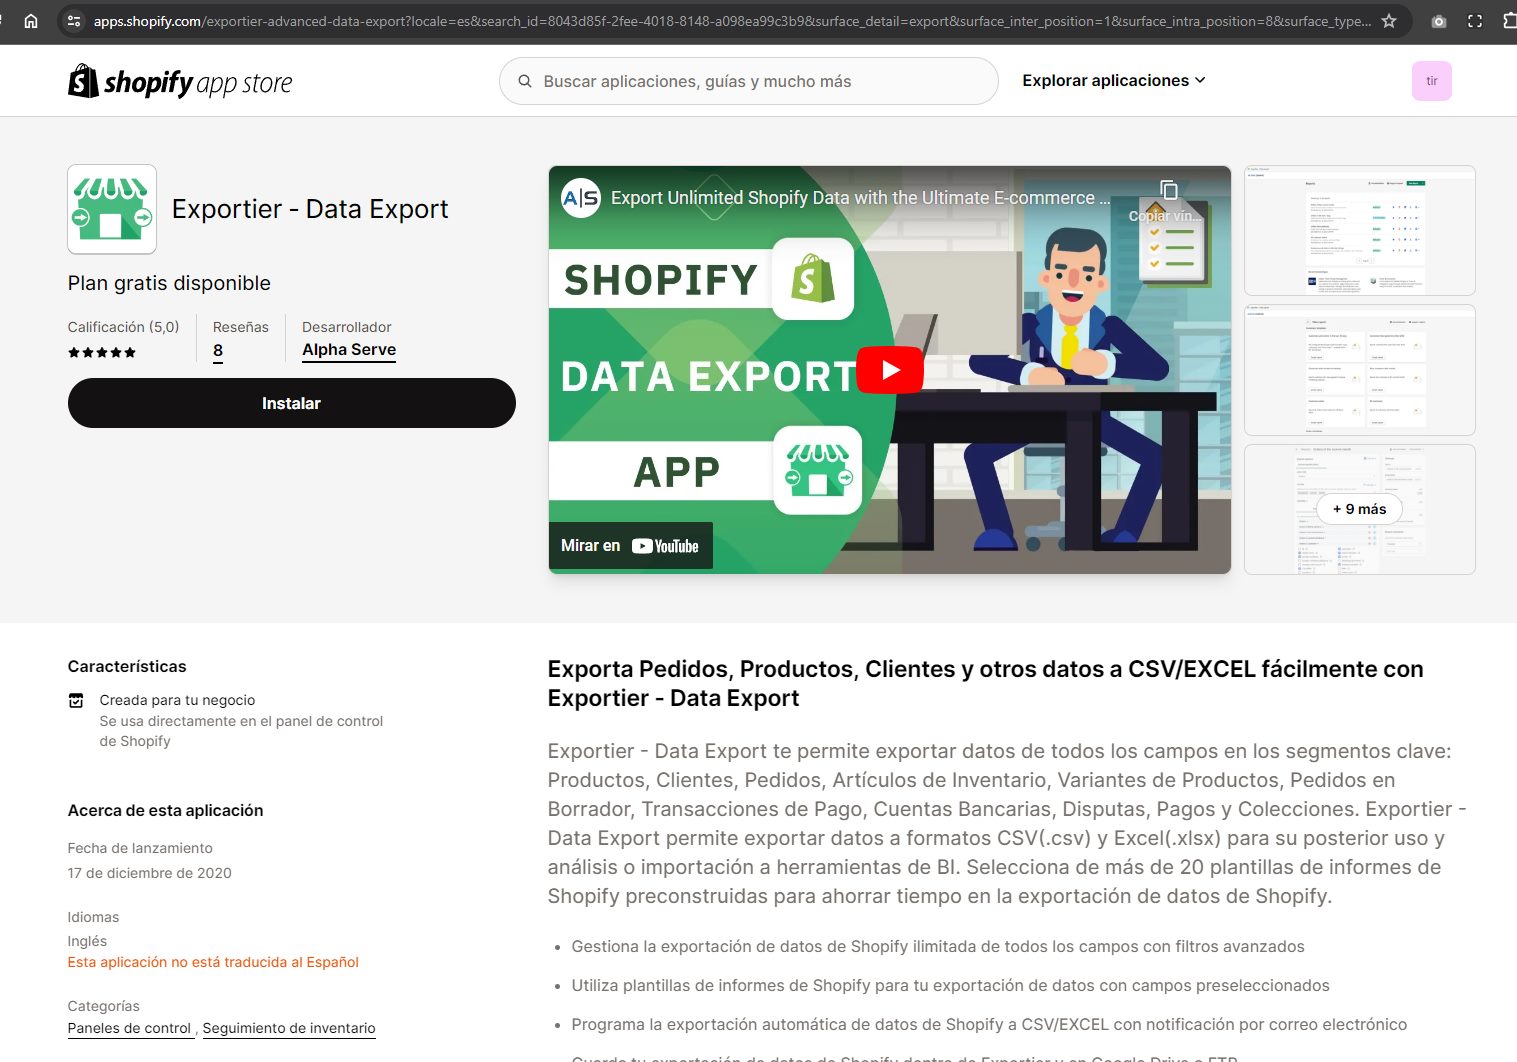 apps.shopify.com/exportier-advanced-data-export?locale=es&search_id=8043d85f-2fee-4018-8148-a098ea99c3b9&surface_detail=export&surface_inter_position=1&surface_intra_position=8&surface_type...
shopify app store
Buscar aplicaciones, guías y mucho más
Explorar aplicaciones
tir
Exportier - Data Export
Plan gratis disponible
Calificación (5,0)
Reseñas
8
Desarrollador
Alpha Serve
Instalar
A|S
Export Unlimited Shopify Data with the Ultimate E-commerce ...
Copiar vín...
SHOPIFY
DATA EXPORT
APP
Mirar en YouTube
+ 9 más
Características
Creada para tu negocio
Se usa directamente en el panel de control
de Shopify
Acerca de esta aplicación
Fecha de lanzamiento
17 de diciembre de 2020
Idiomas
Inglés
Esta aplicación no está traducida al Español
Categorías
Paneles de control , Seguimiento de inventario
Exporta Pedidos, Productos, Clientes y otros datos a CSV/EXCEL fácilmente con
Exportier - Data Export
Exportier - Data Export te permite exportar datos de todos los campos en los segmentos clave:
Productos, Clientes, Pedidos, Artículos de Inventario, Variantes de Productos, Pedidos en
Borrador, Transacciones de Pago, Cuentas Bancarias, Disputas, Pagos y Colecciones. Exportier -
Data Export permite exportar datos a formatos CSV(.csv) y Excel(.xlsx) para su posterior uso y
análisis o importación a herramientas de BI. Selecciona de más de 20 plantillas de informes de
Shopify preconstruidas para ahorrar tiempo en la exportación de datos de Shopify.
• Gestiona la exportación de datos de Shopify ilimitada de todos los campos con filtros avanzados
• Utiliza plantillas de informes de Shopify para tu exportación de datos con campos preseleccionados
• Programa la exportación automática de datos de Shopify a CSV/EXCEL con notificación por correo electrónico